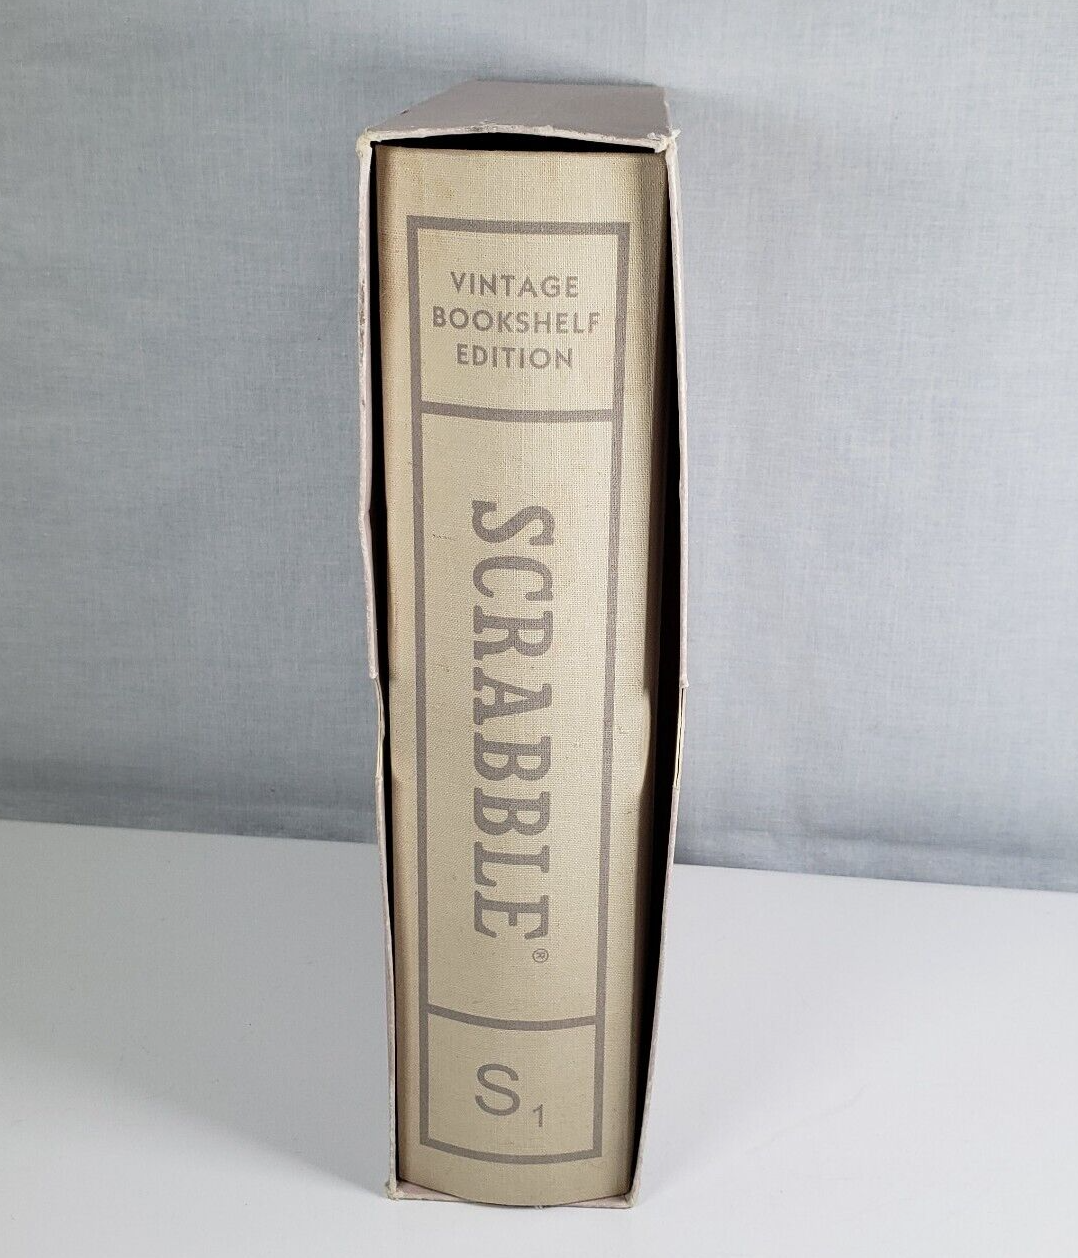 VINTAGE
BOOKSHELF
EDITION
SCRABBLE®
S1